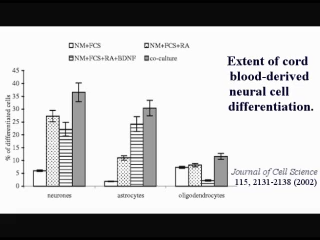 NM+FCS NM+FCS+RA
NM+FCS+RA+BDNF co-culture
Extent of cord
blood-derived
neural cell
differentiation.
% of differentiated cells
45
40
35
30
25
20
15
10
5
0
neurones astrocytes oligodendrocytes
Journal of Cell Science
115, 2131-2138 (2002)